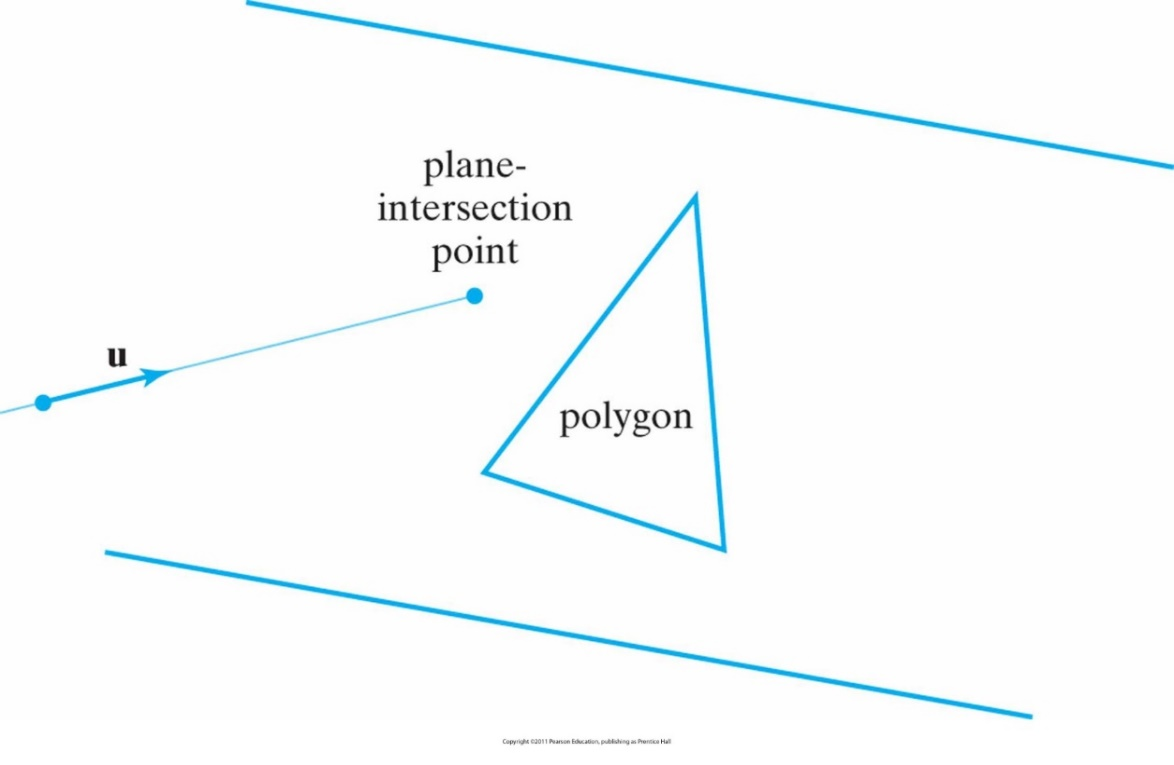 plane-
intersection
point
u
polygon
Copyright ©2011 Pearson Education, publishing as Prentice Hall